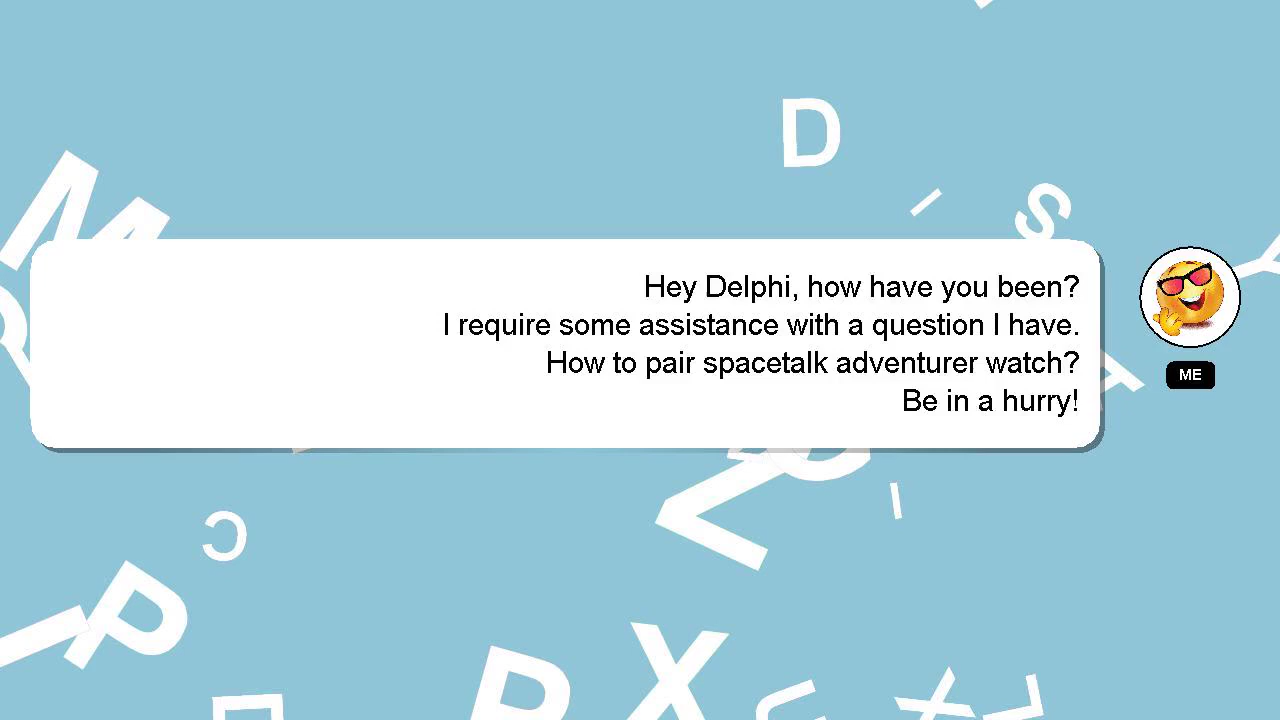 D
I
S
M
Hey Delphi, how have you been?
I require some assistance with a question I have.
How to pair spacetalk adventurer watch?
Be in a hurry!
ME
A
Z
I
C
P
P
X
U
X